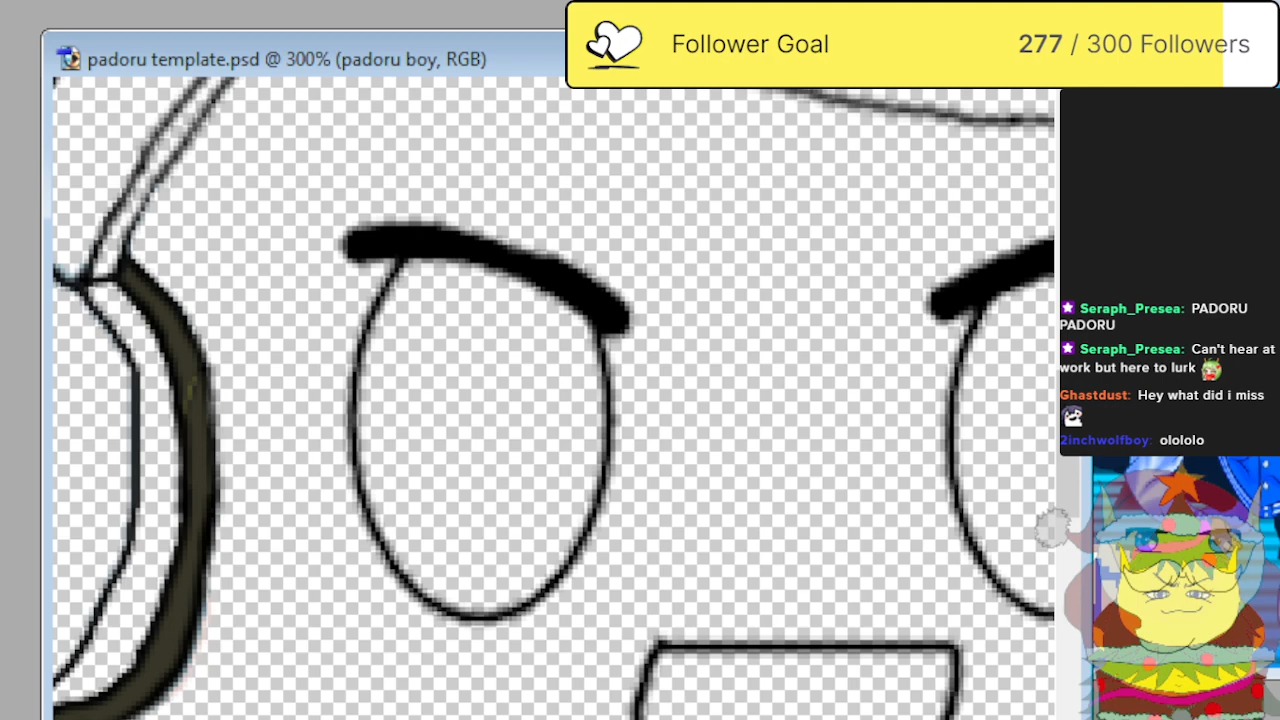 padoru template.psd @ 300% (padoru boy, RGB)
Follower Goal
277 / 300 Followers
Seraph_Presea: PADORU
PADORU
Seraph_Presea: Can't hear at
work but here to lurk
Ghastdust: Hey what did i miss
2inchwolfboy: olololo